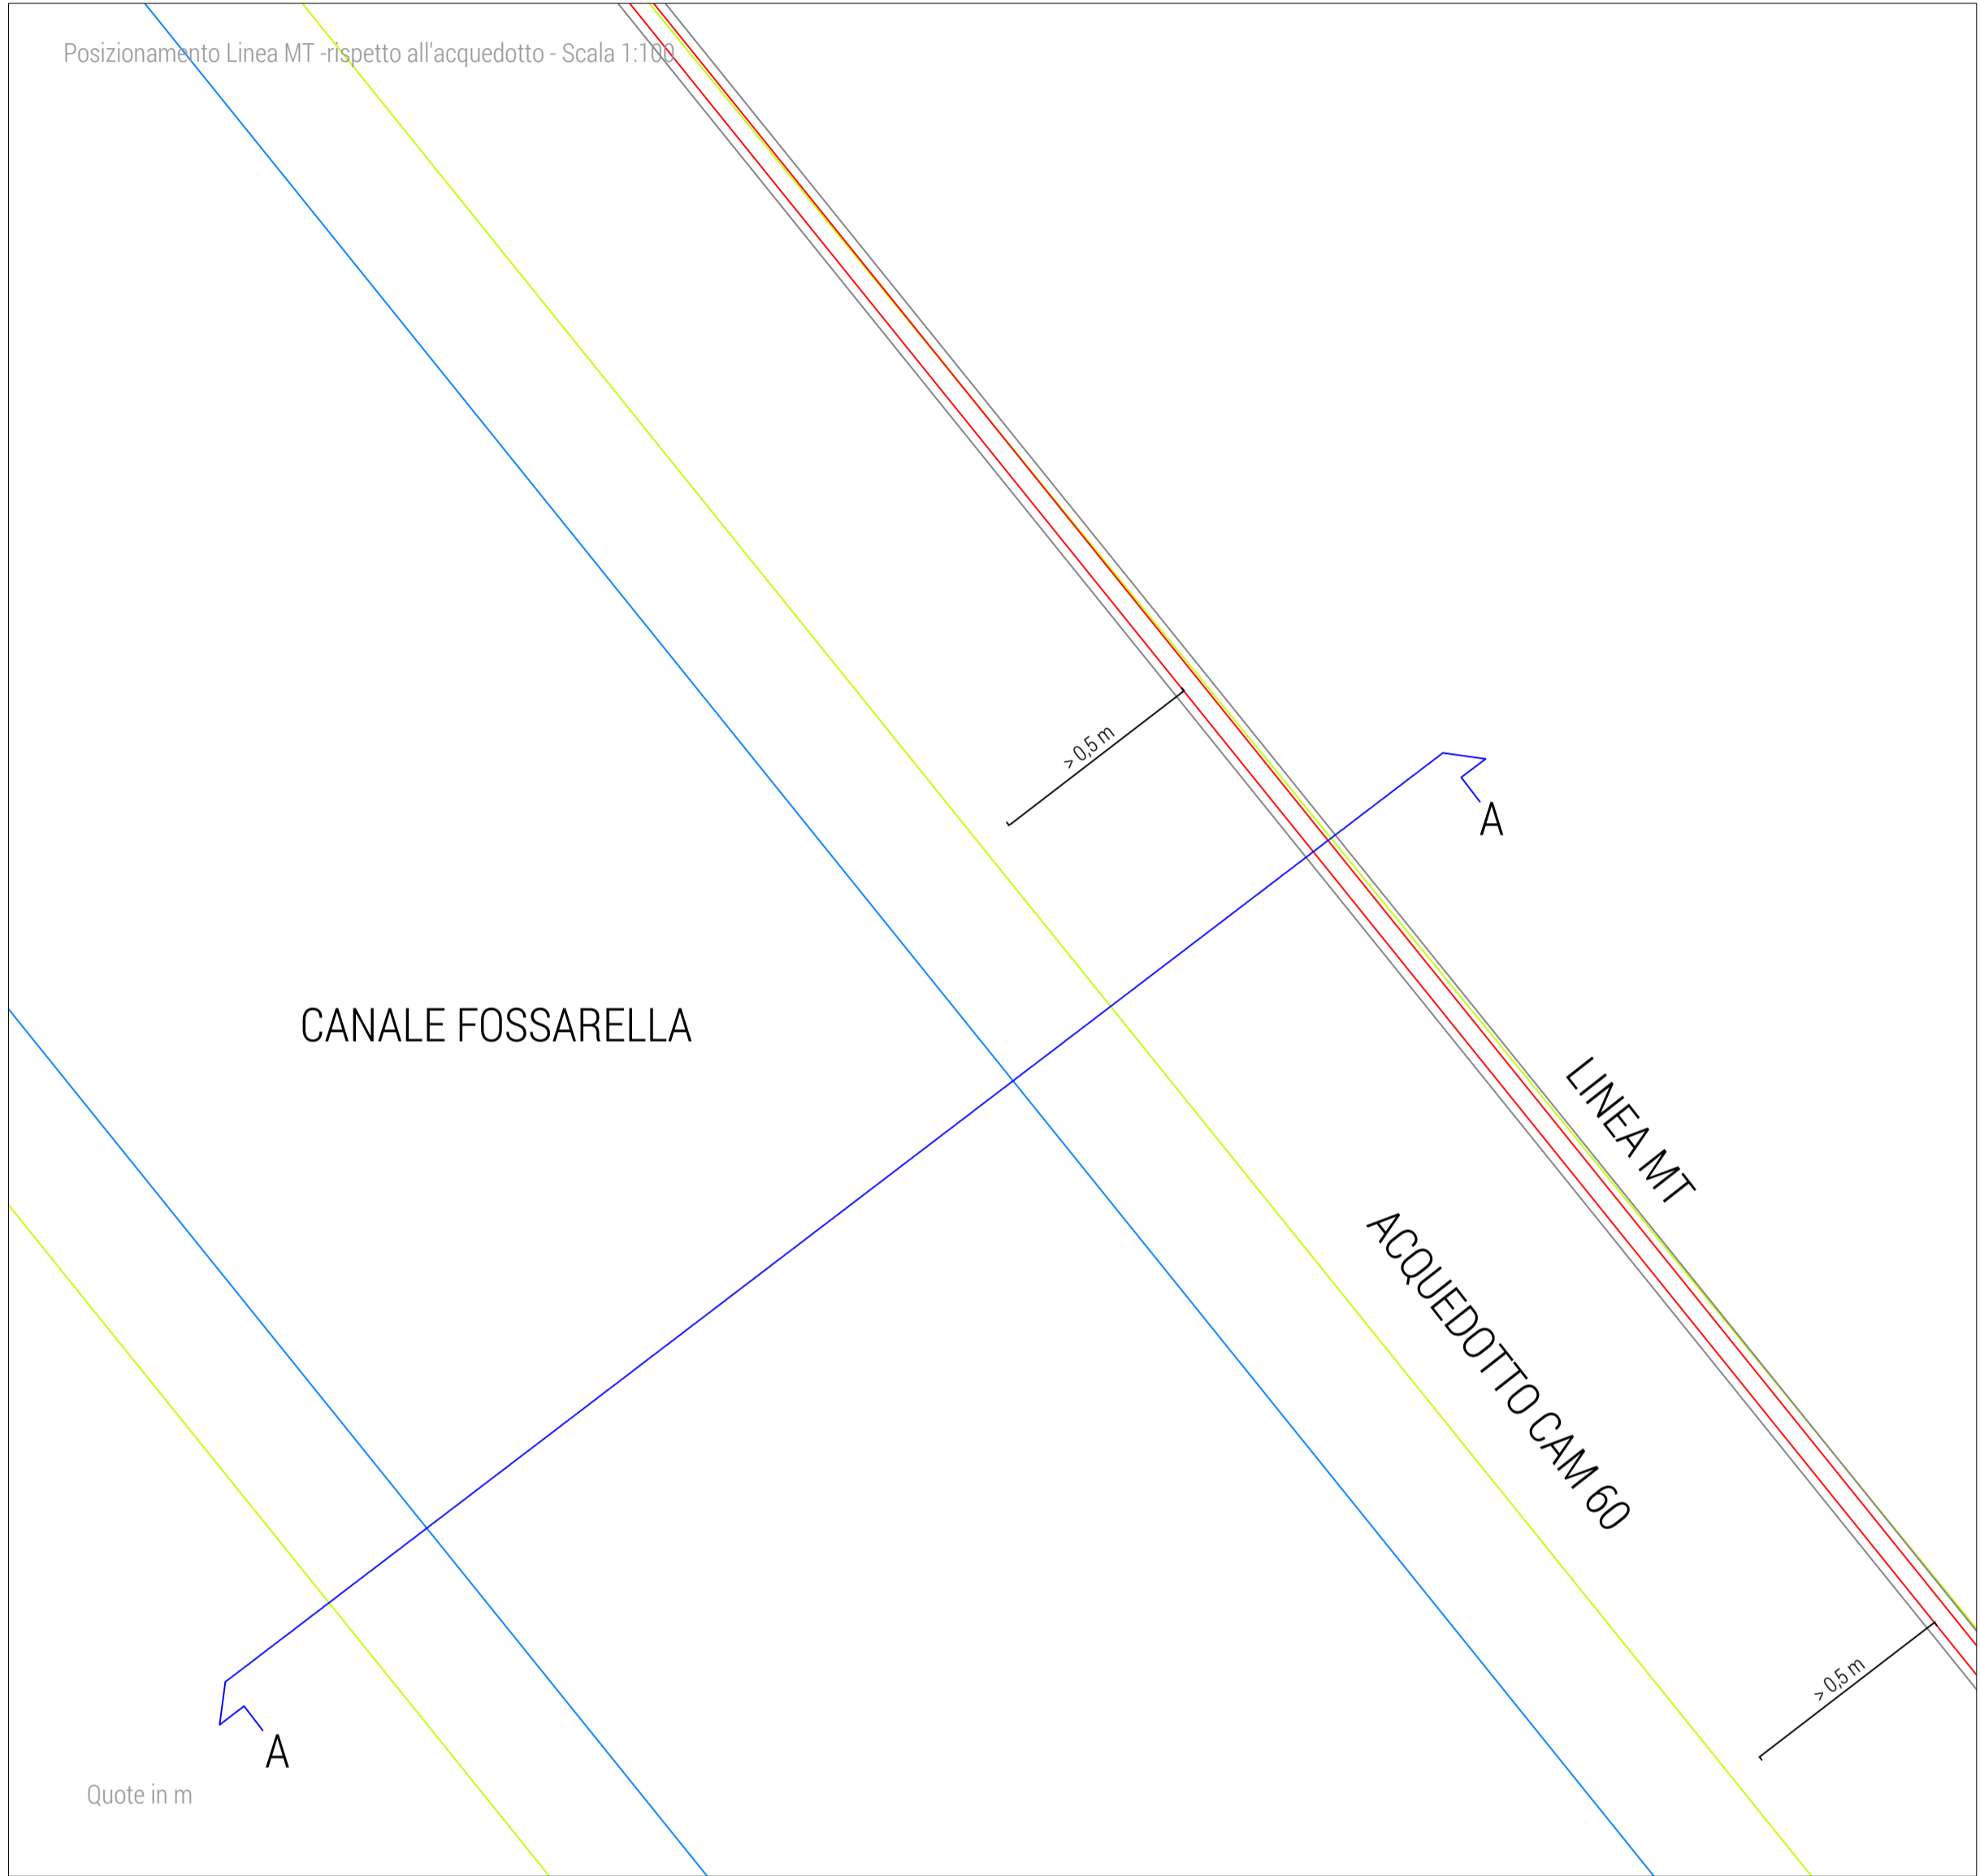 Posizionamento Linea MT -rispetto all'acquedotto - Scala 1:100
>0,5 m
A
CANALE FOSSARELLA
LINEA MT
ACQUEDOTTO CAM 60
>0,5 m
A
Quote in m